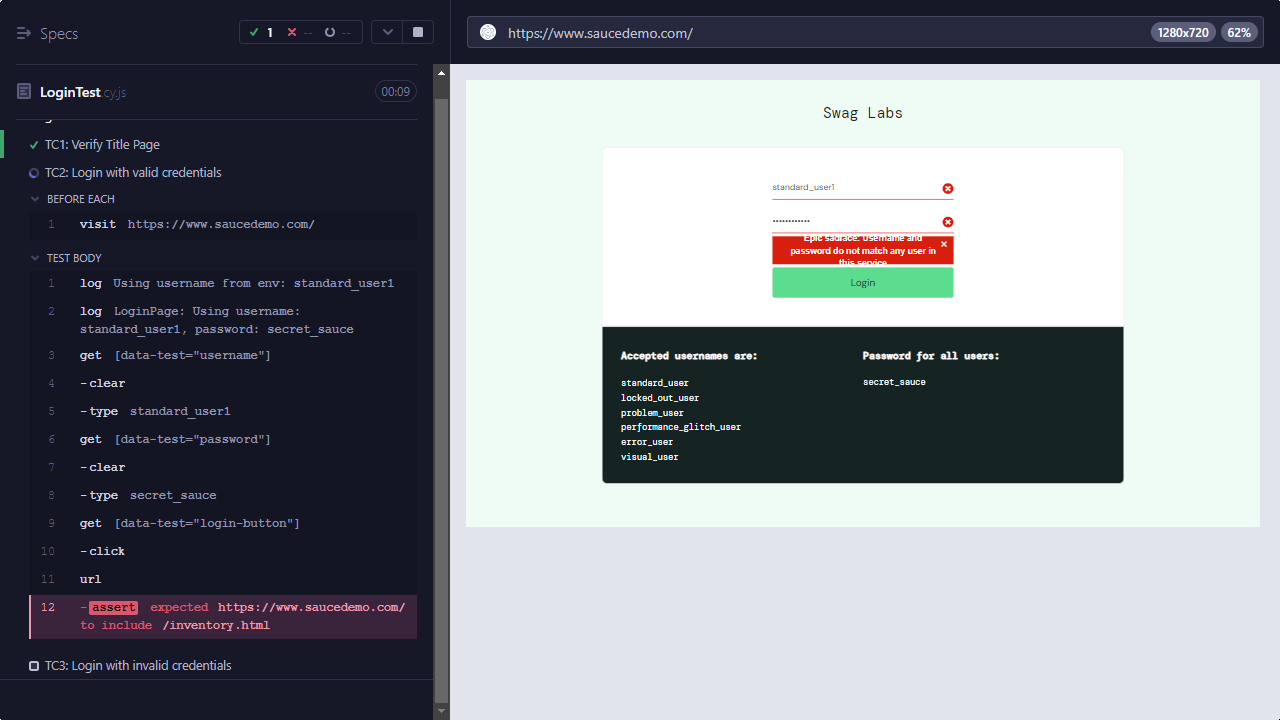 Specs
1
--
--
LoginTest.cy.js
00:09
TC1: Verify Title Page
TC2: Login with valid credentials
BEFORE EACH
1 visit https://www.saucedemo.com/
TEST BODY
1 log Using username from env: standard_user1
2 log LoginPage: Using username:
standard_user1, password: secret_sauce
3 get [data-test="username"]
4 -clear
5 -type standard_user1
6 get [data-test="password"]
7 -clear
8 -type secret_sauce
9 get [data-test="login-button"]
10 -click
11 url
12 -assert expected https://www.saucedemo.com/
to include /inventory.html
TC3: Login with invalid credentials
https://www.saucedemo.com/
1280x720
62%
Swag Labs
standard_user1
Epic sadface: Username and
password do not match any user in
this service
Login
Accepted usernames are:
standard_user
locked_out_user
problem_user
performance_glitch_user
error_user
visual_user
Password for all users:
secret_sauce